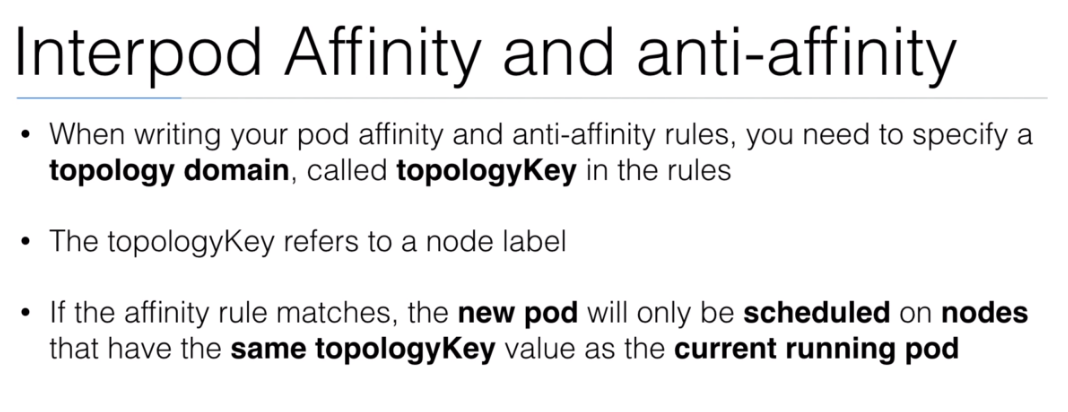 Interpod Affinity and anti-affinity
• When writing your pod affinity and anti-affinity rules, you need to specify a
topology domain, called topologyKey in the rules
• The topologyKey refers to a node label
• If the affinity rule matches, the new pod will only be scheduled on nodes
that have the same topologyKey value as the current running pod